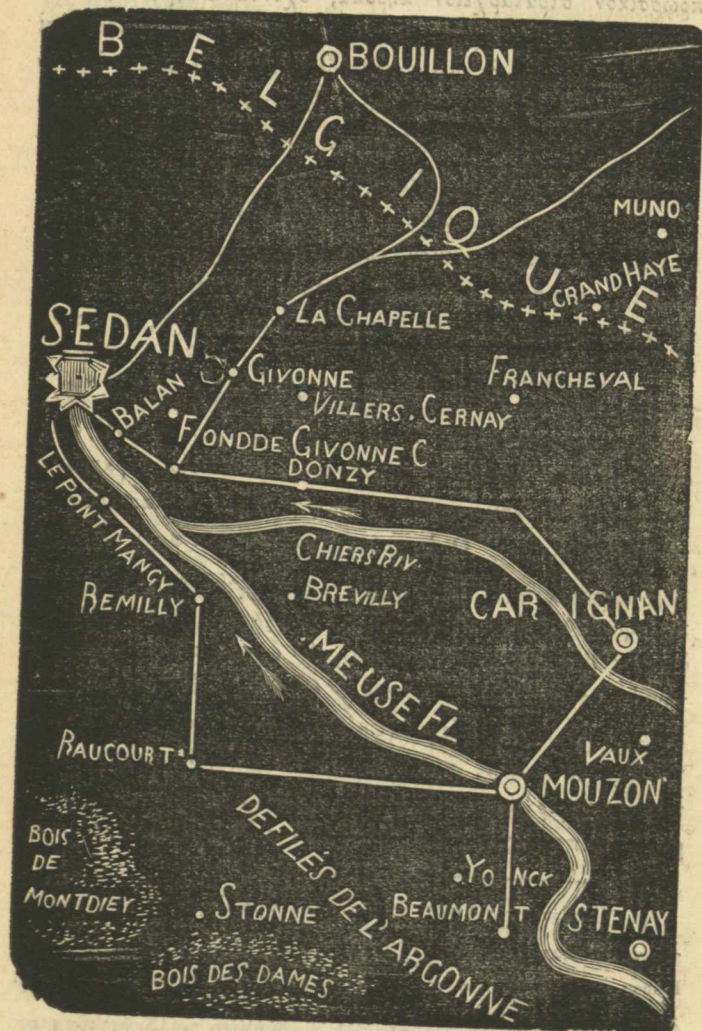 BOUILLON
BELGIQUE
MUNO
CRAND HAYE
LA CHAPELLE
SEDAN
GIVONNE
FRANCHEVAL
VILLERS. CERNAY
BALAN
FONDDE GIVONNE C
DONZY
LE PONT MANGY
CHIERS RIV.
REMILLY
BREVILLY
CARIGNAN
MEUSE FL
RAUCOURT
VAUX
MOUZON
DEFILÉS DE L'ARGONNE
BOIS
DE
MONTDIEY
YONCK
STONNE
BEAUMONT
STENAY
BOIS DES DAMES